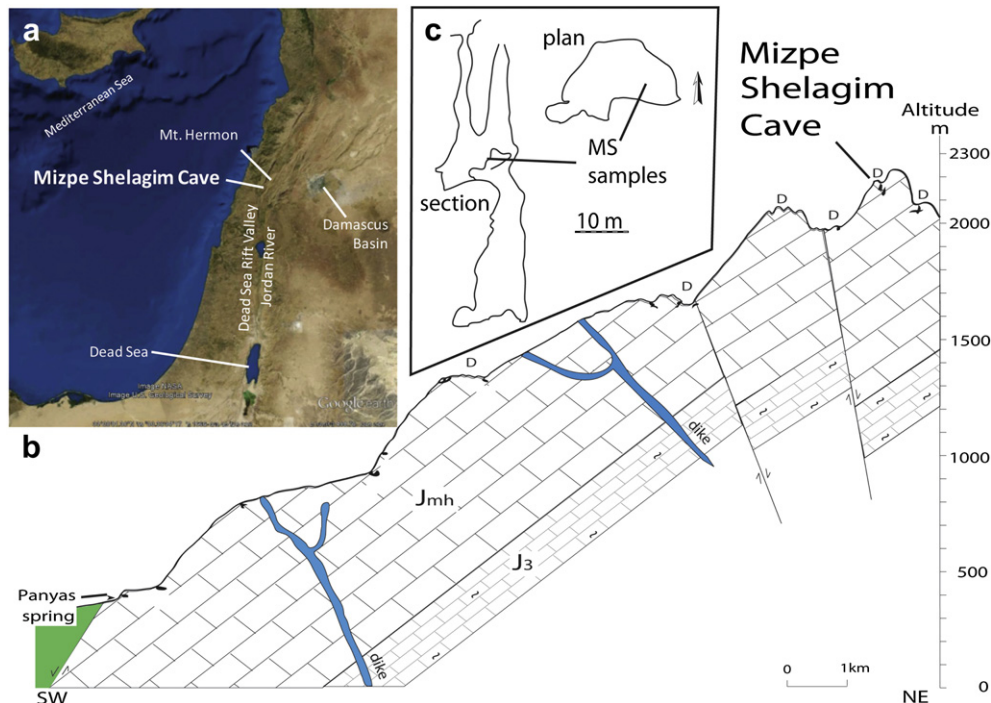 a
Mediterranean Sea
Mt. Hermon
Mizpe Shelagim Cave
Damascus
Basin
Dead Sea Rift Valley
Jordan River
Dead Sea
Google
c
plan
MS
samples
section
10 m
Mizpe
Shelagim
Cave
Altitude
m
2300
2000
1500
1000
500
0
D
D
D
D
D
D
b
dike
Jmh
J3
dike
Panyas
spring
0 1km
SW
NE